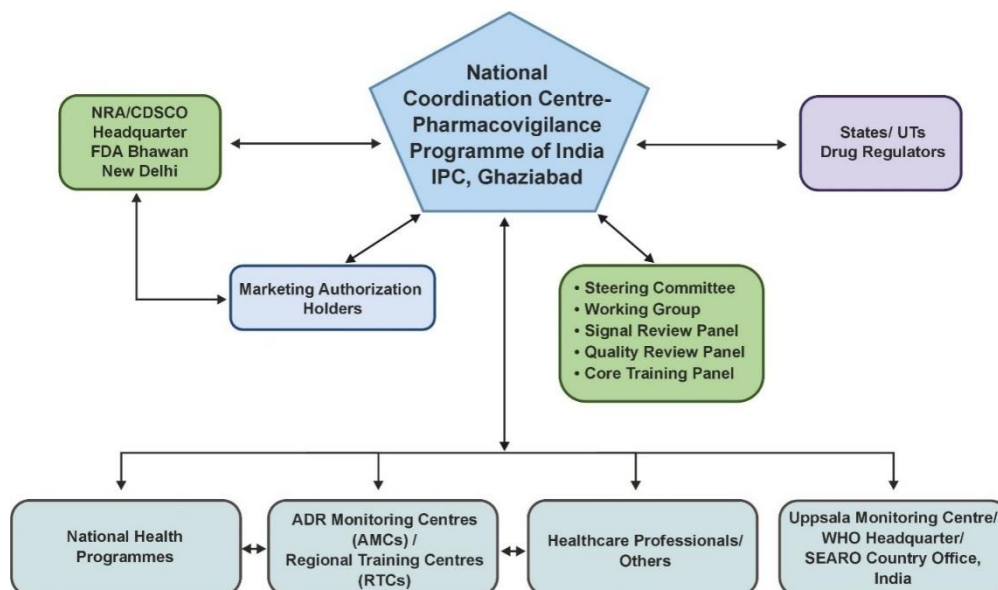 National
Coordination Centre-
Pharmacovigilance
Programme of India
IPC, Ghaziabad
NRA/CDSCO
Headquarter
FDA Bhawan
New Delhi
States/ UTs
Drug Regulators
Marketing Authorization
Holders
• Steering Committee
• Working Group
• Signal Review Panel
• Quality Review Panel
• Core Training Panel
National Health
Programmes
ADR Monitoring Centres
(AMCs) /
Regional Training Centres
(RTCs)
Healthcare Professionals/
Others
Uppsala Monitoring Centre/
WHO Headquarter/
SEARO Country Office,
India